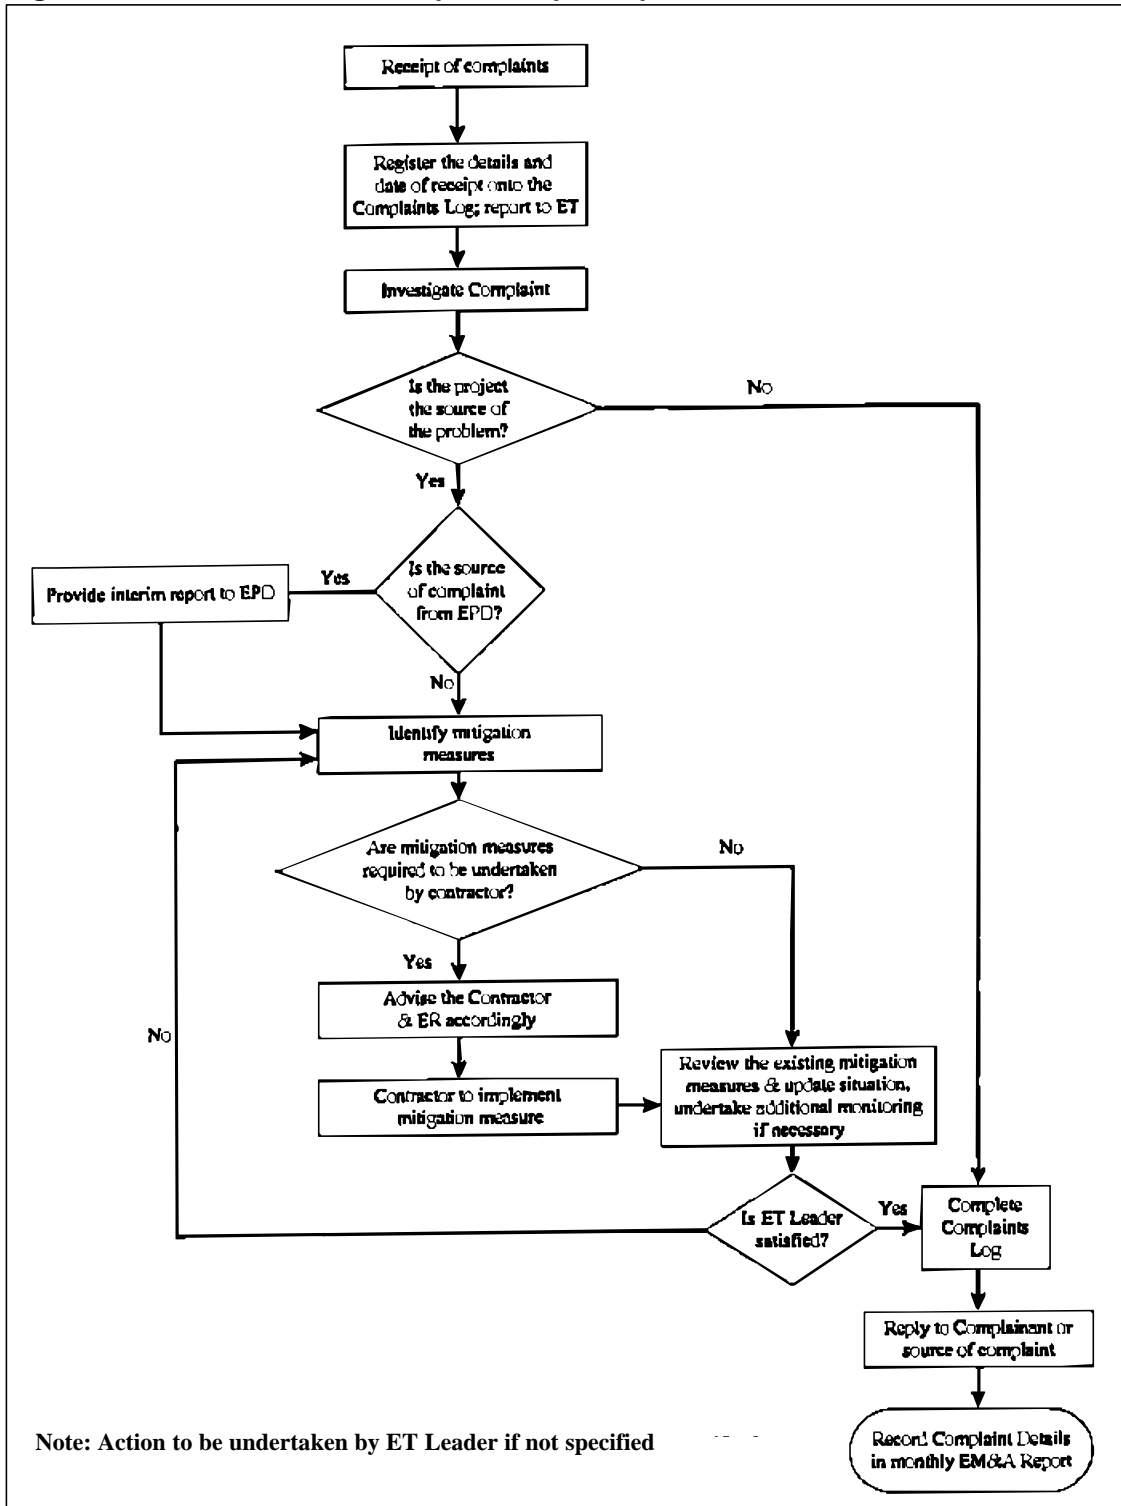 Receipt of complaints
Register the details and
date of receipt onto the
Complaints Log; report to ET
Investigate Complaint
Is the project
the source of
the problem?
No
Yes
Is the source
of complaint
from EPD?
Yes
Provide interim report to EPD
No
Identify mitigation
measures
Are mitigation measures
required to be undertaken
by contractor?
No
Yes
Advise the Contractor
& ER accordingly
No
Contractor to implement
mitigation measure
Review the existing mitigation
measures & update situation,
undertake additional monitoring
if necessary
Is ET Leader
satisfied?
Yes
Complete
Complaints
Log
Reply to Complainant or
source of complaint
Record Complaint Details
in monthly EM&A Report
Note: Action to be undertaken by ET Leader if not specified